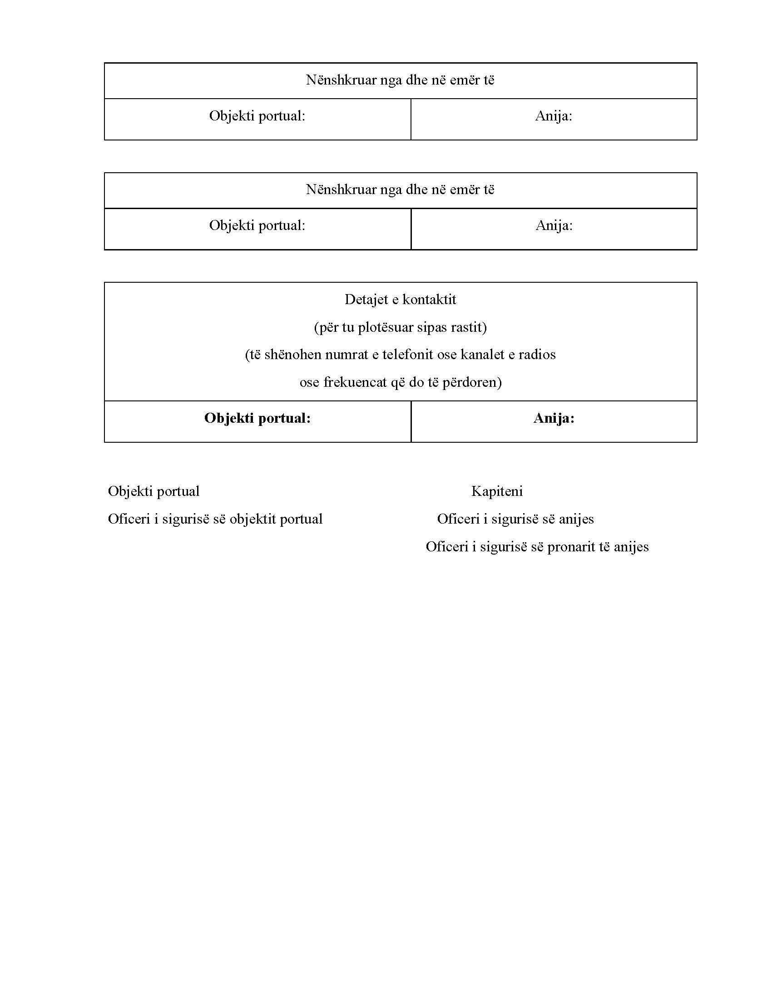 Nënshkruar nga dhe në emër të
Objekti portual: Anija:
Nënshkruar nga dhe në emër të
Objekti portual: Anija:
Detajet e kontaktit
(për tu plotësuar sipas rastit)
(të shënohen numrat e telefonit ose kanalet e radios
ose frekuencat që do të përdoren)
Objekti portual: Anija:
Objekti portual Kapiteni
Oficeri i sigurisë së objektit portual Oficeri i sigurisë së anijes
Oficeri i sigurisë së pronarit të anijes